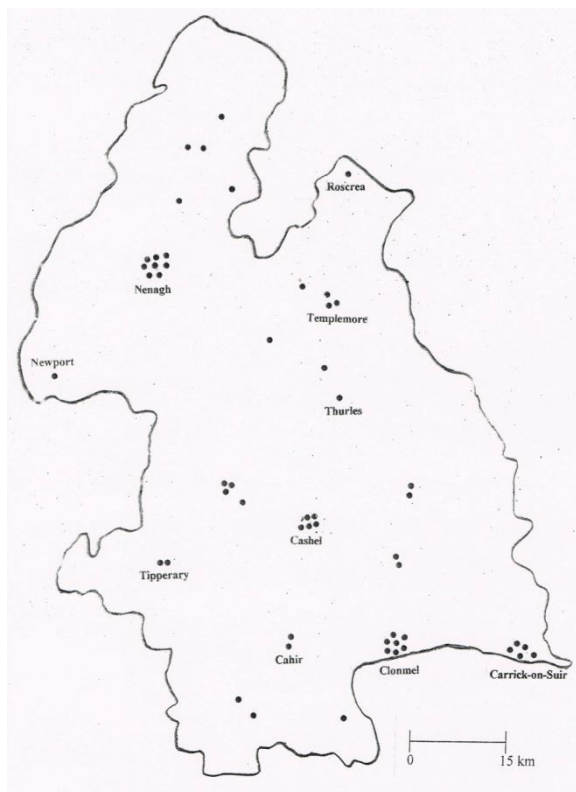 Roscrea
Nenagh
Templemore
Newport
Thurles
Cashel
Tipperary
Cahir
Clonmel
Carrick-on-Suir
0 15 km